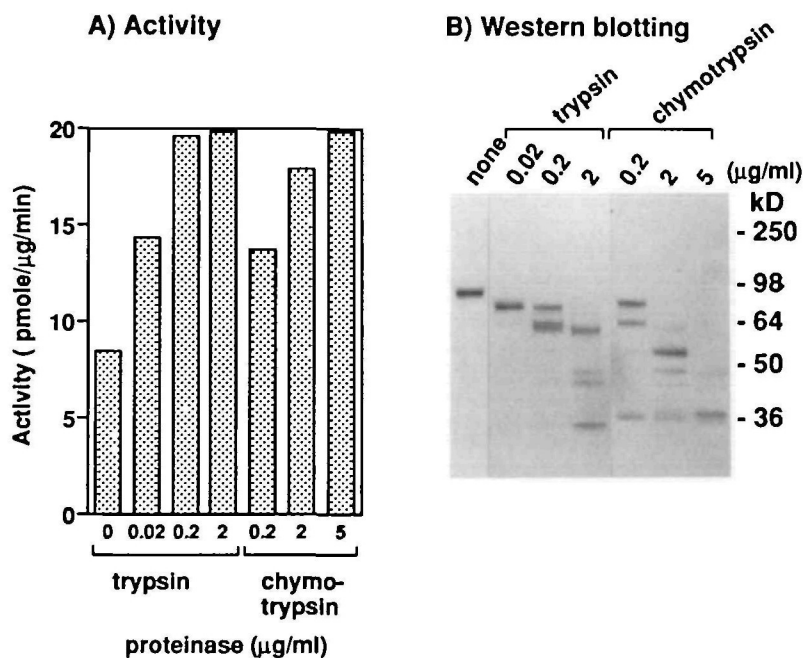 A) Activity
Activity ( pmole/µg/min)
20
15
10
5
0
0 0.02 0.2 2 0.2 2 5
trypsin chymo-
trypsin
proteinase (µg/ml)
B) Western blotting
trypsin chymotrypsin
none 0.02 0.2 2 0.2 2 5 (µg/ml)
kD
- 250
- 98
- 64
- 50
- 36